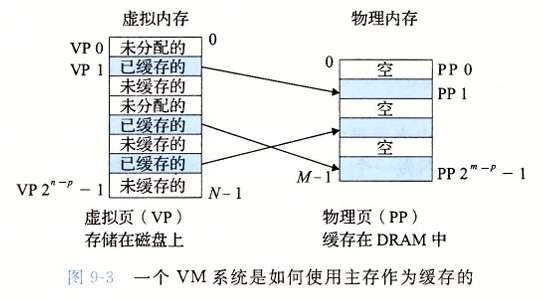 虚拟内存
物理内存
VP 0 未分配的 0
VP 1 已缓存的
未缓存的
未分配的
已缓存的
未缓存的
已缓存的
VP 2^{n-p}-1 未缓存的 N-1
0 空 PP 0
PP 1
空
空
M-1 PP 2^{m-p}-1
虚拟页（VP）
存储在磁盘上
物理页（PP）
缓存在 DRAM 中
图 9-3 一个 VM 系统是如何使用主存作为缓存的